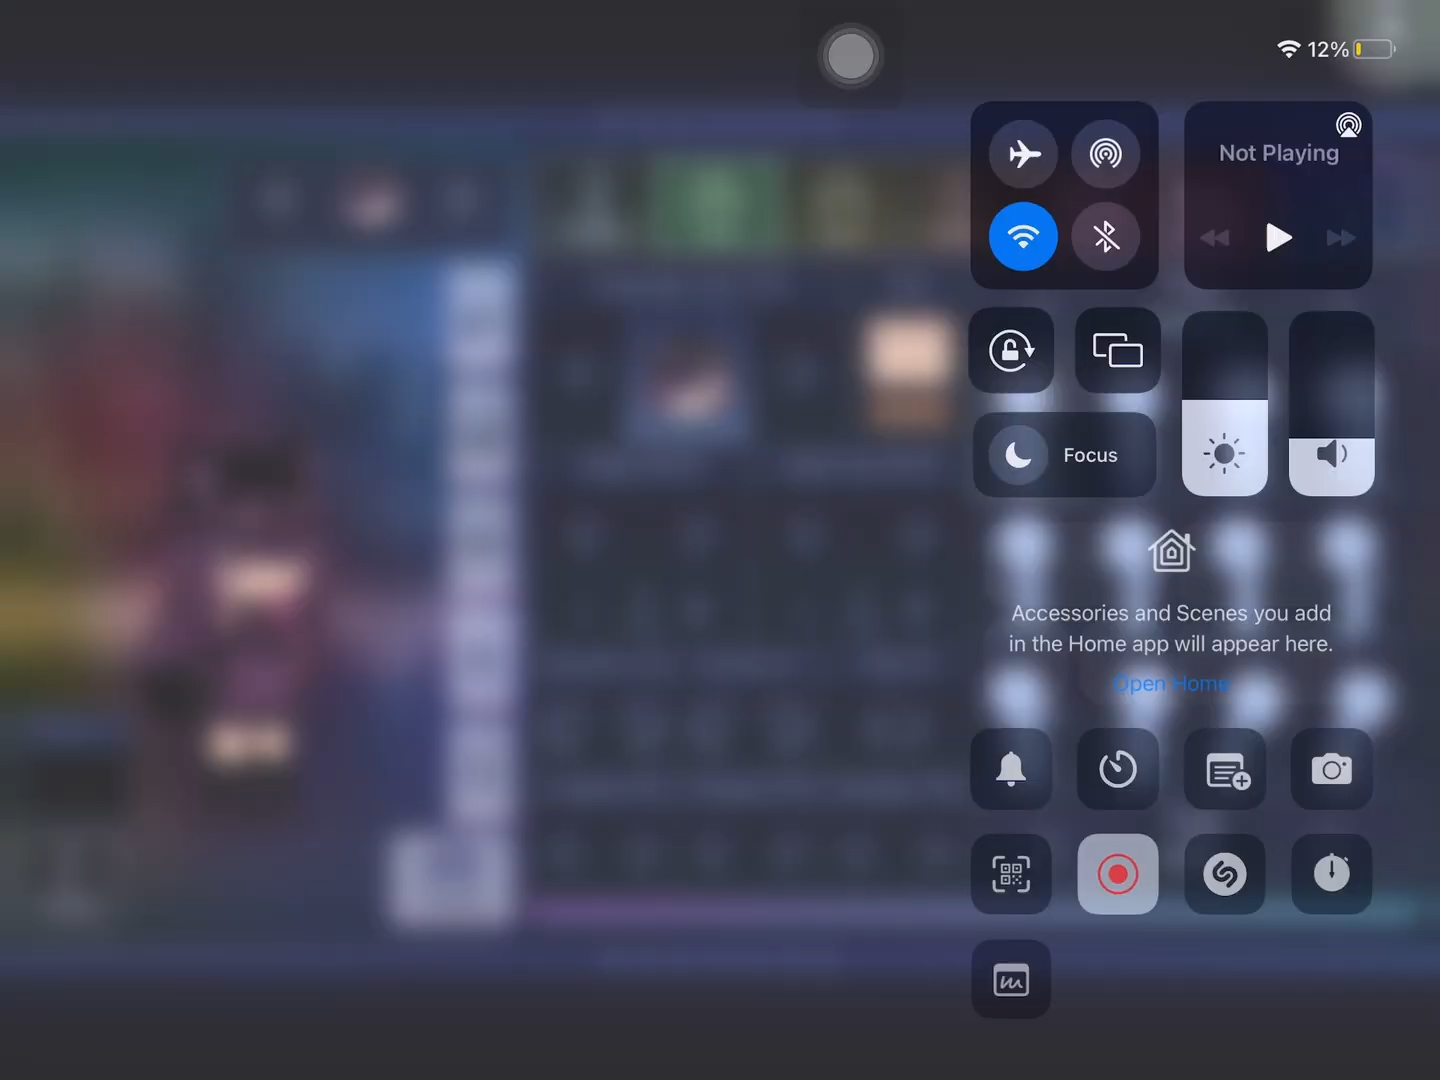 12%
Not Playing
Focus
Accessories and Scenes you add
in the Home app will appear here.
Open Home